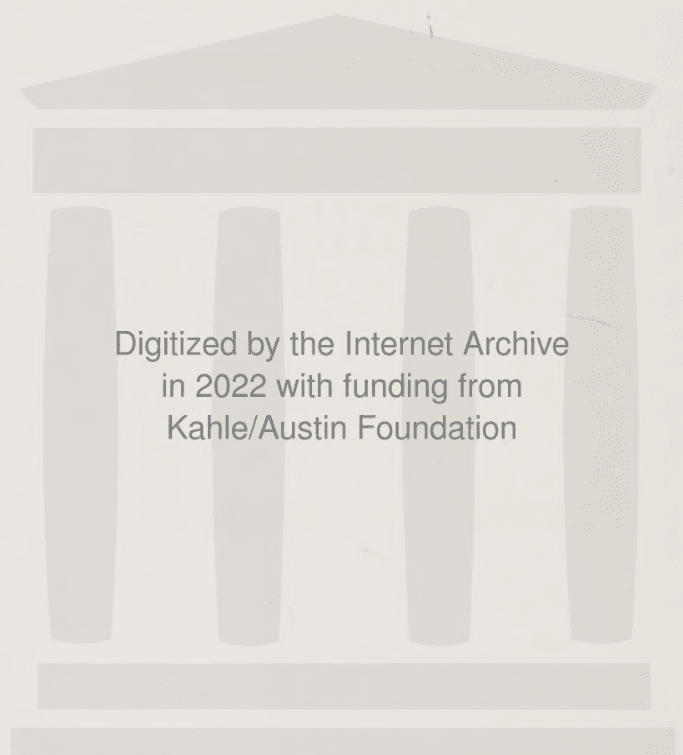 Digitized by the Internet Archive
in 2022 with funding from
Kahle/Austin Foundation